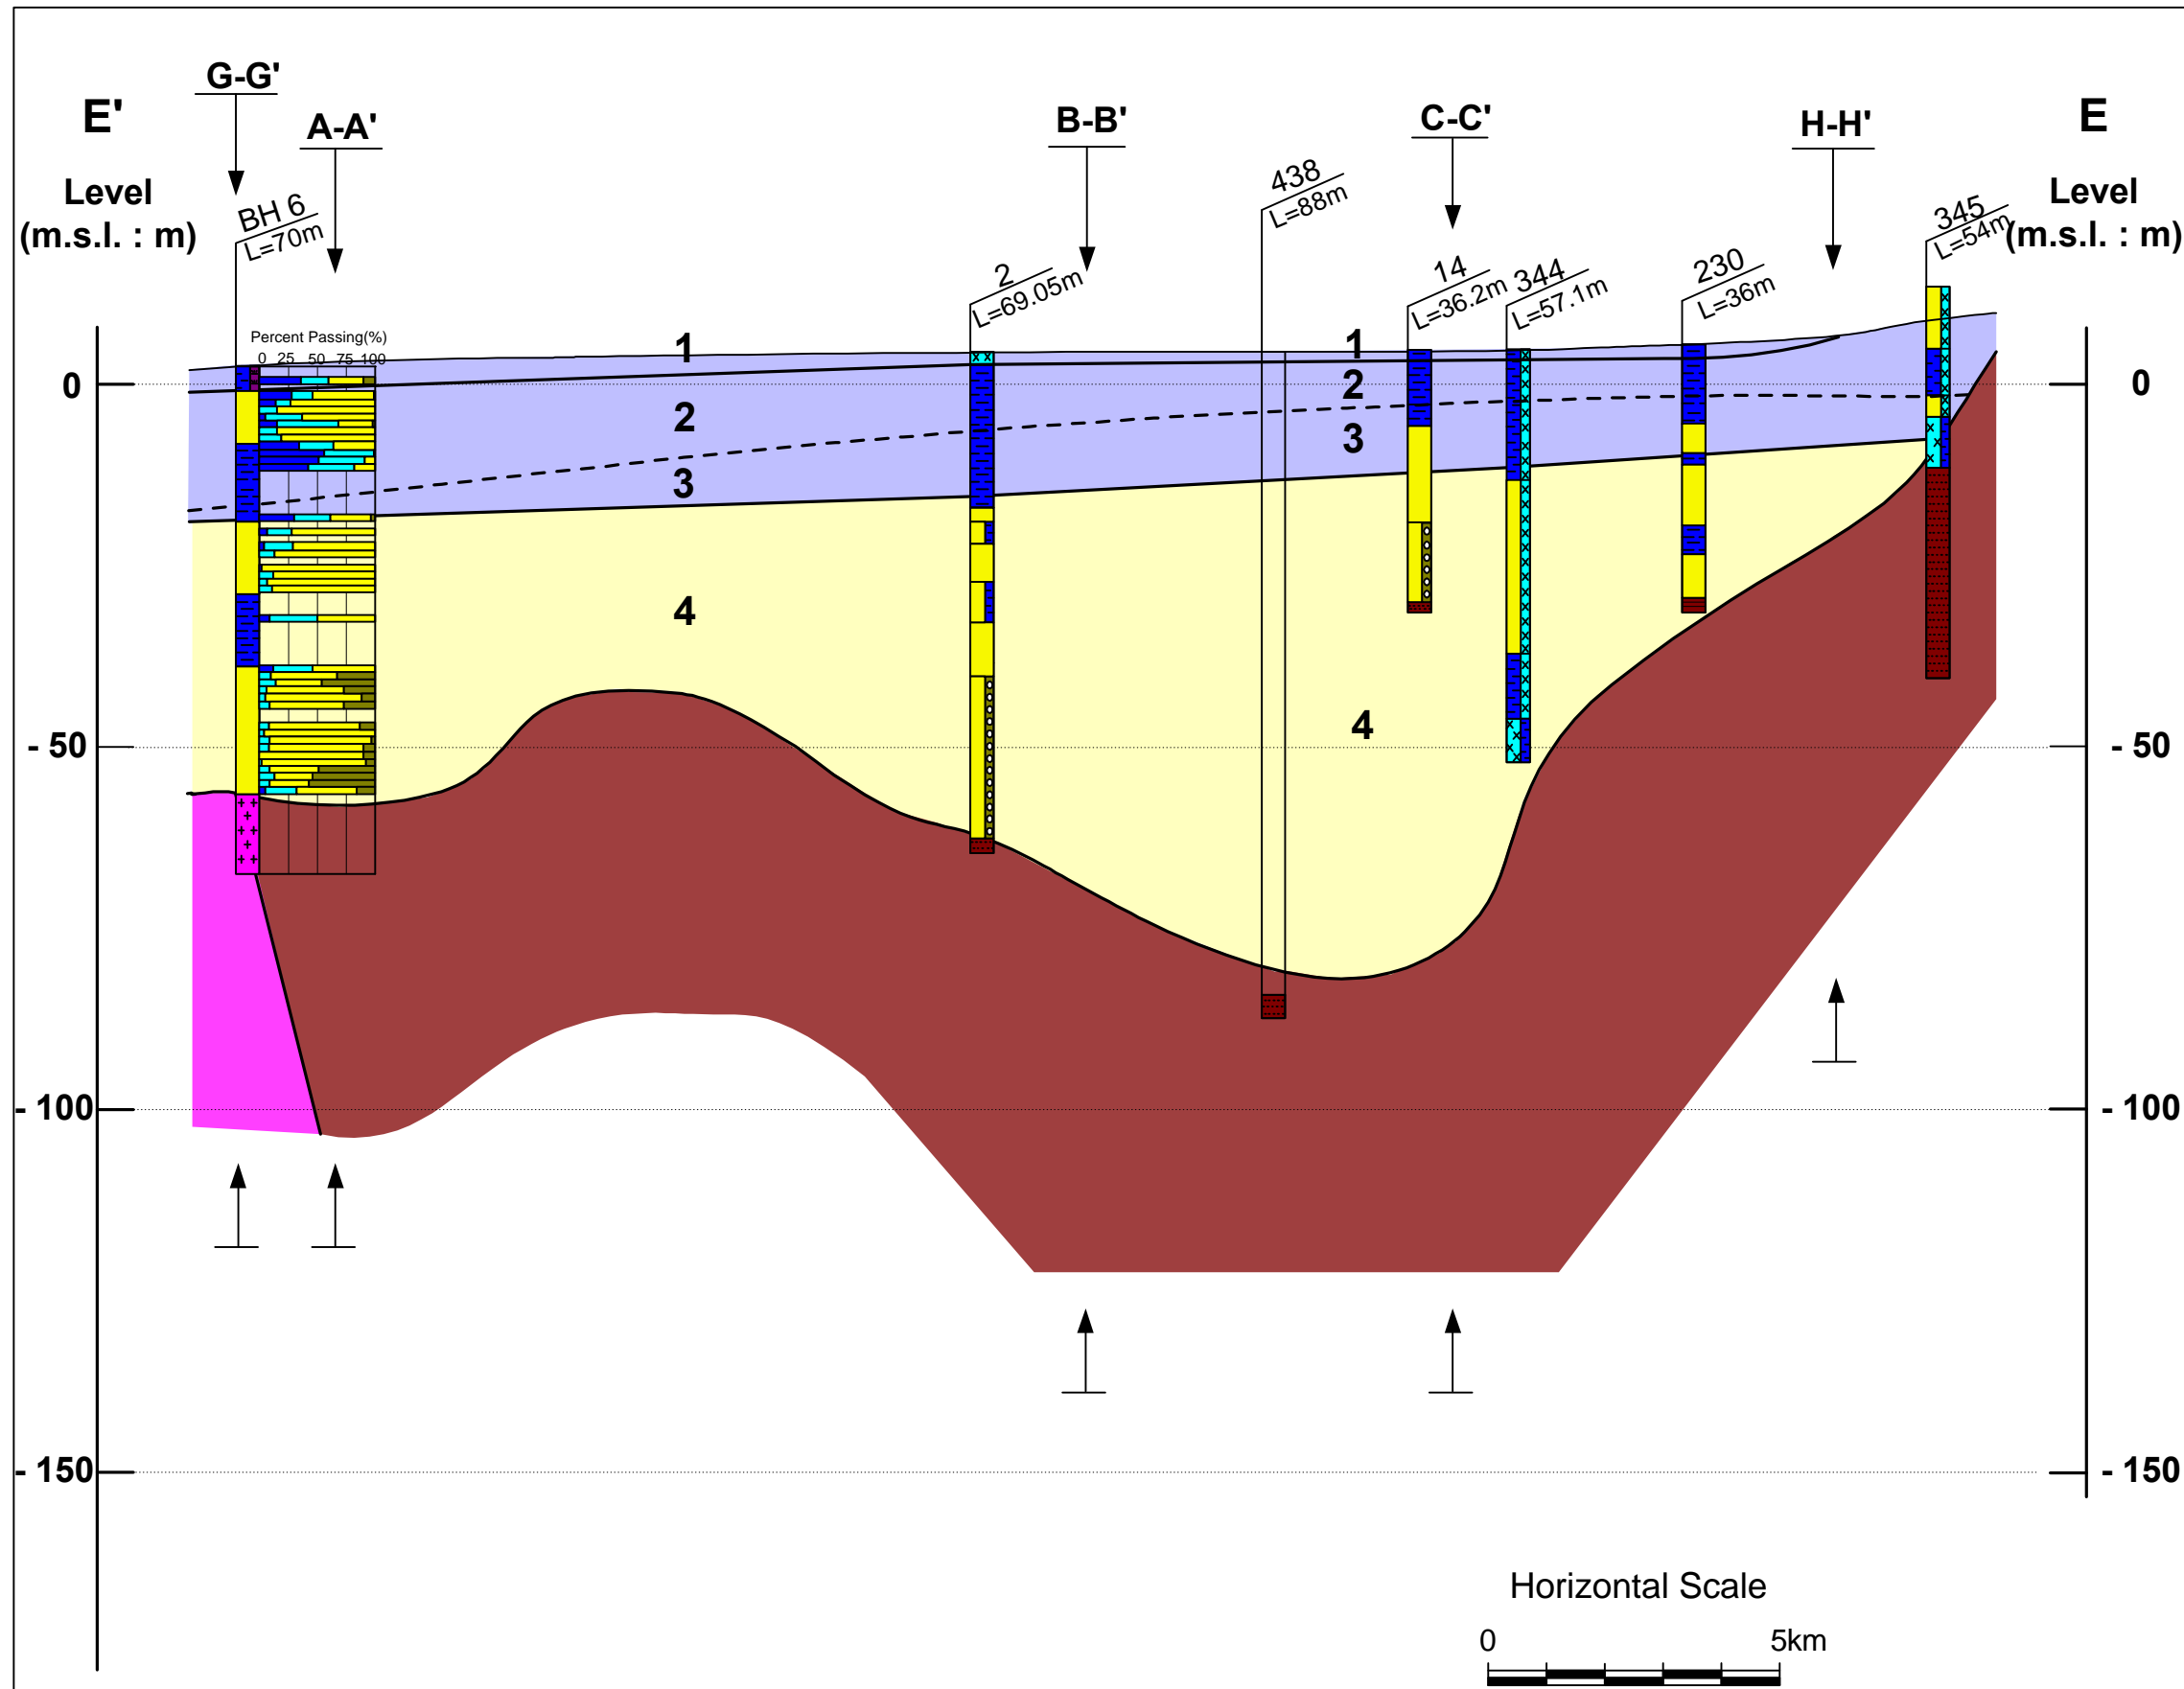 G-G'
A-A'
B-B'
C-C'
H-H'
E'
E
Level
(m.s.l. : m)
Level
(m.s.l. : m)
BH 6
L=70m
2
L=69.05m
438
L=88m
14
L=36.2m
344
L=57.1m
230
L=36m
345
L=54m
Percent Passing(%)
0 25 50 75 100
1
1
0
2
2
0
3
3
4
4
- 50
- 50
- 100
- 100
- 150
- 150
Horizontal Scale
0 5km